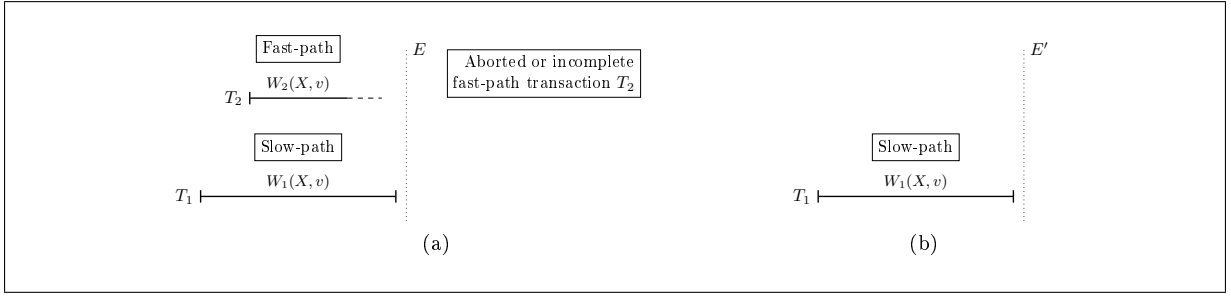 Fast-path
E
W₂(X, v)
Aborted or incomplete
fast-path transaction T₂
T₂
Slow-path
W₁(X, v)
T₁
(a)
E′
Slow-path
W₁(X, v)
T₁
(b)